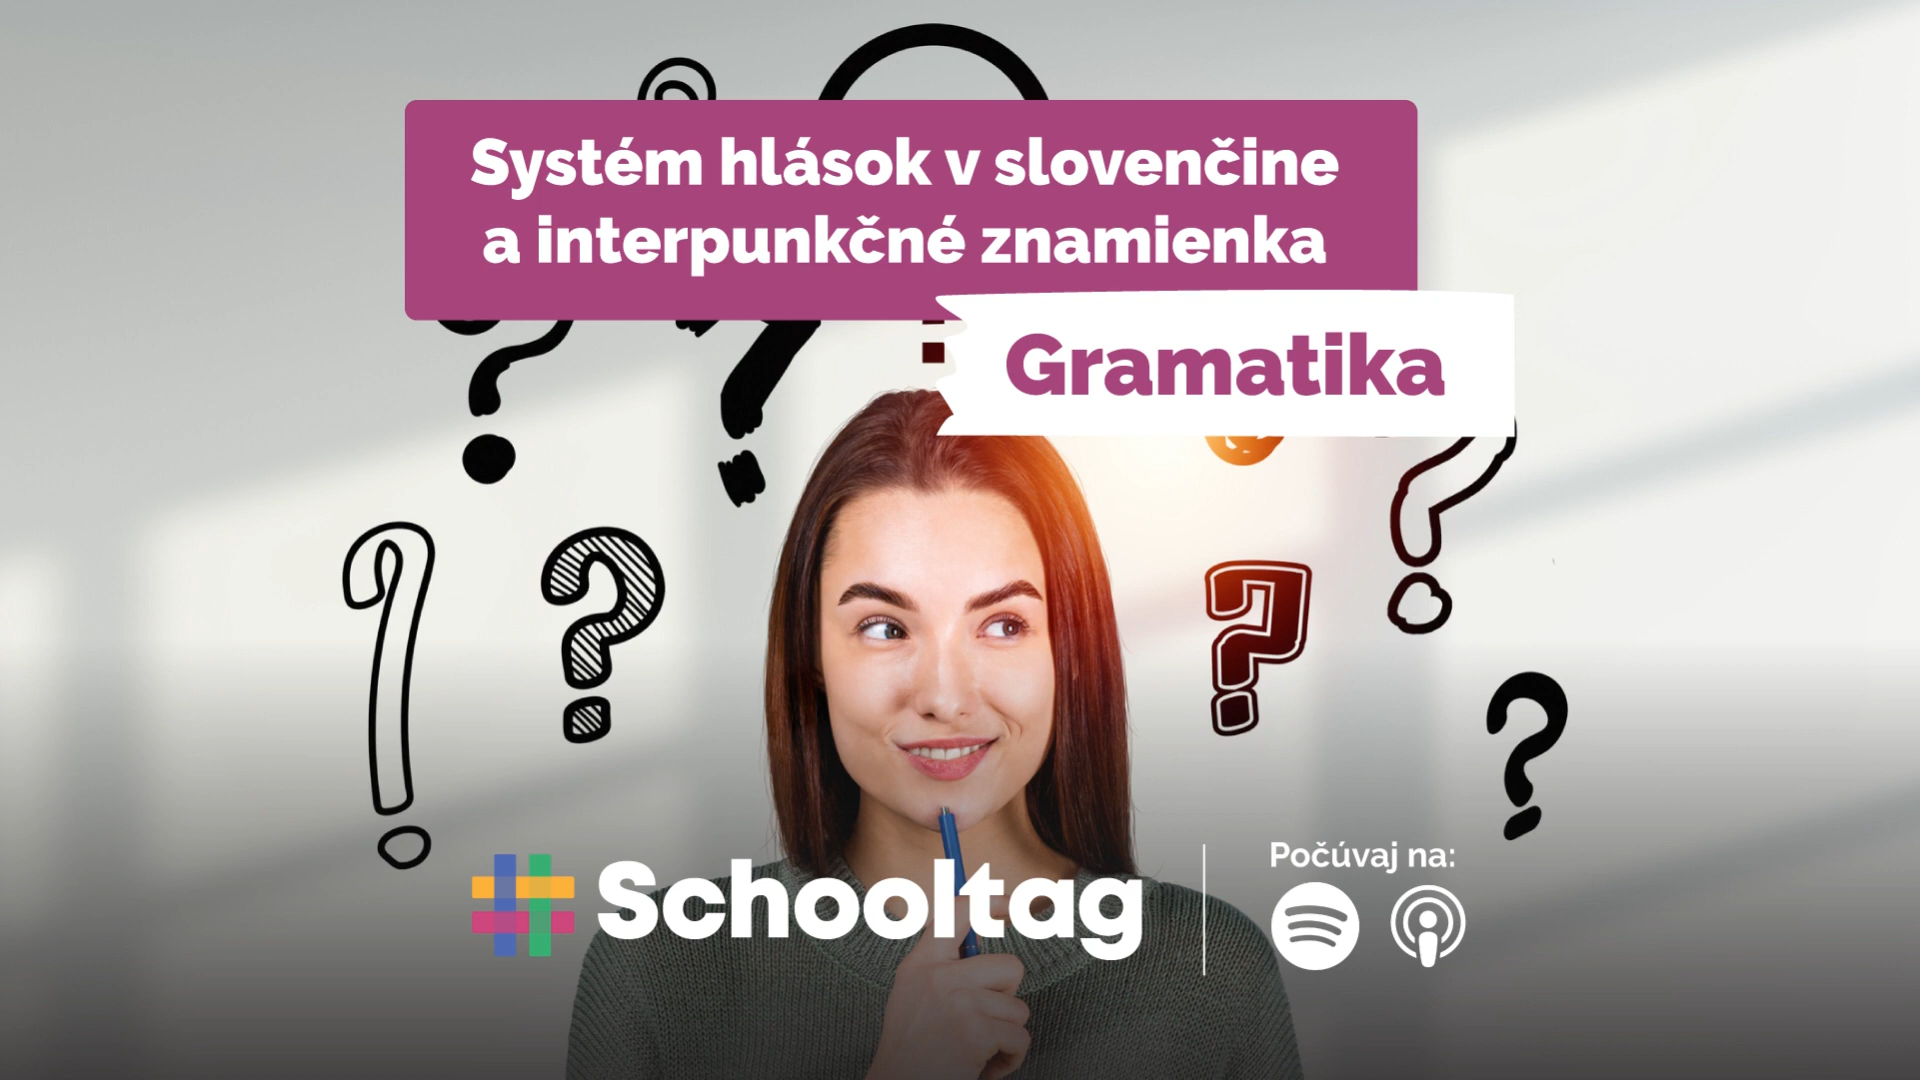 Systém hlások v slovenčine
a interpunkčné znamienka
Gramatika
Schooltag
Počúvaj na: